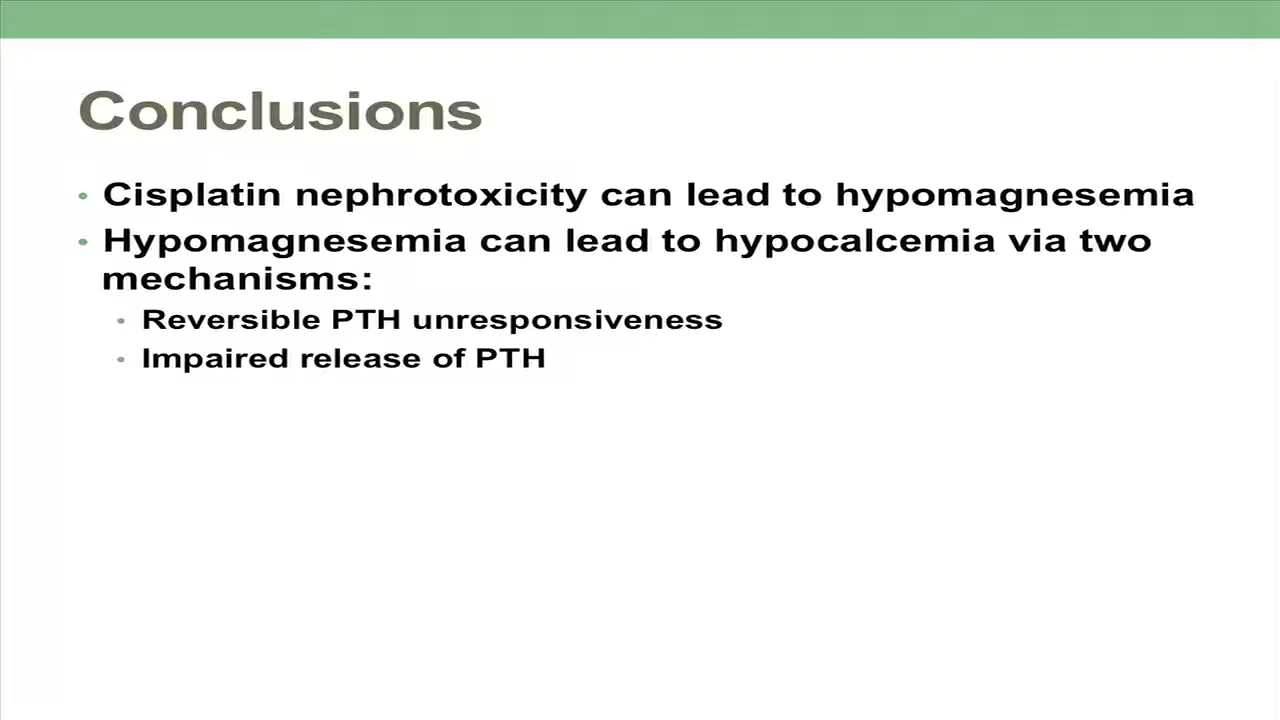 Conclusions
• Cisplatin nephrotoxicity can lead to hypomagnesemia
• Hypomagnesemia can lead to hypocalcemia via two
mechanisms:
• Reversible PTH unresponsiveness
• Impaired release of PTH